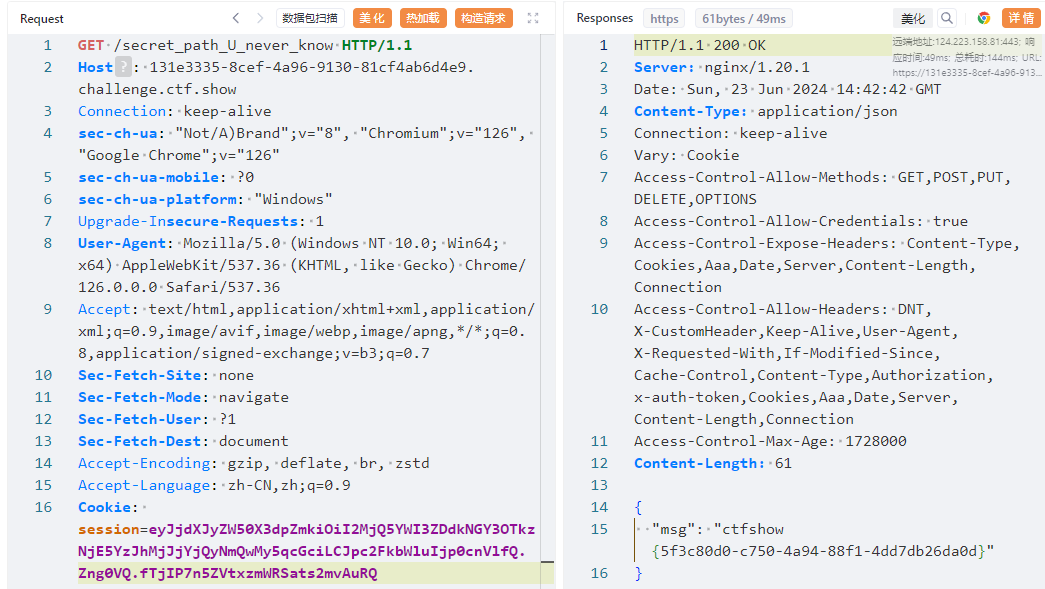 Request
数据包扫描
美化
热加载
构造请求
1 GET /secret_path_U_never_know HTTP/1.1
2 Host ? : 131e3335-8cef-4a96-9130-81cf4ab6d4e9.
challenge.ctf.show
3 Connection: keep-alive
4 sec-ch-ua: "Not/A)Brand";v="8", "Chromium";v="126",
"Google Chrome";v="126"
5 sec-ch-ua-mobile: ?0
6 sec-ch-ua-platform: "Windows"
7 Upgrade-Insecure-Requests: 1
8 User-Agent: Mozilla/5.0 (Windows NT 10.0; Win64;
x64) AppleWebKit/537.36 (KHTML, like Gecko) Chrome/
126.0.0.0 Safari/537.36
9 Accept: text/html,application/xhtml+xml,application/
xml;q=0.9,image/avif,image/webp,image/apng,*/*;q=0.
8,application/signed-exchange;v=b3;q=0.7
10 Sec-Fetch-Site: none
11 Sec-Fetch-Mode: navigate
12 Sec-Fetch-User: ?1
13 Sec-Fetch-Dest: document
14 Accept-Encoding: gzip, deflate, br, zstd
15 Accept-Language: zh-CN,zh;q=0.9
16 Cookie:
session=eyJjdXJyZW50X3dpZmkiOiI2MjQ5YWI3ZDdkNGY3OTkz
NjE5YzJhMjJjYjQyNmQwMy5qcGciLCJpc2FkbWluIjp0cnVlfQ.
Zng0VQ.fTjIP7n5ZVtxzmWRSats2mvAuRQ
Responses
https
61bytes / 49ms
美化
详情
远端地址:124.223.158.81:443; 响
应时间:49ms; 总耗时:144ms; URL:
https://131e3335-8cef-4a96-913...
1 HTTP/1.1 200 OK
2 Server: nginx/1.20.1
3 Date: Sun, 23 Jun 2024 14:42:42 GMT
4 Content-Type: application/json
5 Connection: keep-alive
6 Vary: Cookie
7 Access-Control-Allow-Methods: GET,POST,PUT,
DELETE,OPTIONS
8 Access-Control-Allow-Credentials: true
9 Access-Control-Expose-Headers: Content-Type,
Cookies,Aaa,Date,Server,Content-Length,
Connection
10 Access-Control-Allow-Headers: DNT,
X-CustomHeader,Keep-Alive,User-Agent,
X-Requested-With,If-Modified-Since,
Cache-Control,Content-Type,Authorization,
x-auth-token,Cookies,Aaa,Date,Server,
Content-Length,Connection
11 Access-Control-Max-Age: 1728000
12 Content-Length: 61
13
14 {
15 "msg": "ctfshow
{5f3c80d0-c750-4a94-88f1-4dd7db26da0d}"
16 }